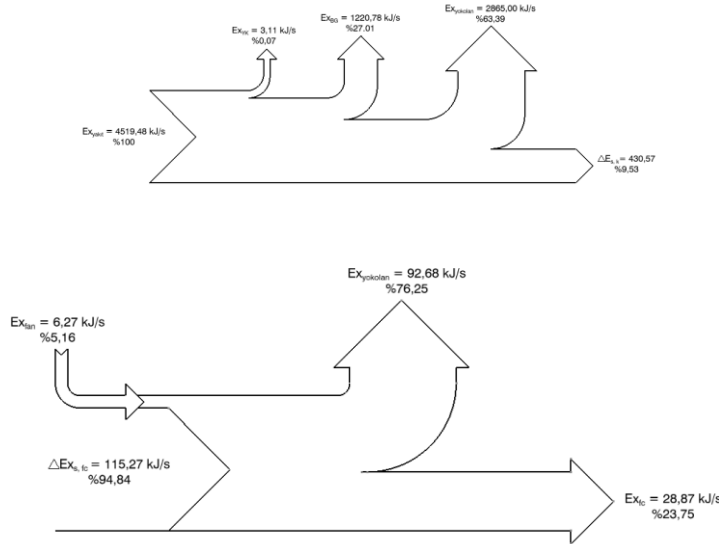 Ex_BG = 1220,78 kJ/s
%27.01
Ex_yokolan = 2865,00 kJ/s
%63,39
= 3,11 kJ/s
%0,07
Ex_yakıt = 4519,48 kJ/s
%100
△E_s, k = 430,57
%9,53
Ex_yokolan = 92,68 kJ/s
%76,25
Ex_fan = 6,27 kJ/s
%5,16
△Ex_s, fc = 115,27 kJ/s
%94,84
Ex_fc = 28,87 kJ/s
%23,75